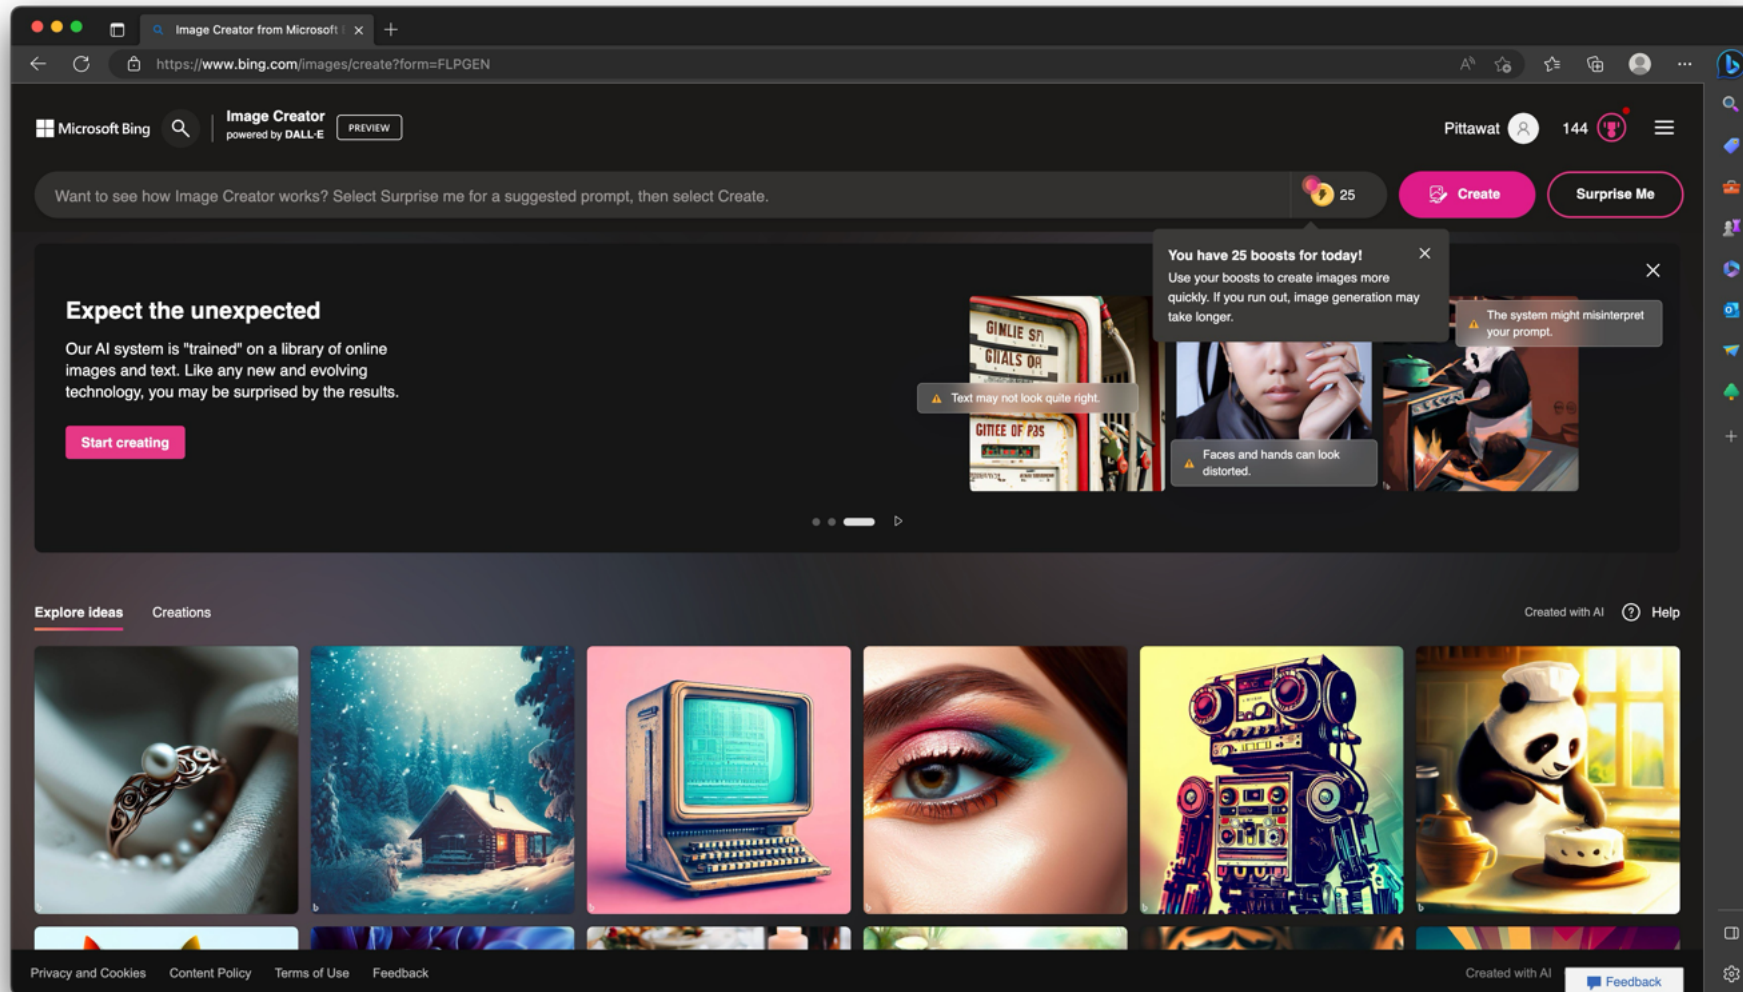 Image Creator from Microsoft
https://www.bing.com/images/create?form=FLPGEN
Microsoft Bing
Image Creator
powered by DALL·E
PREVIEW
Pittawat
144
Want to see how Image Creator works? Select Surprise me for a suggested prompt, then select Create.
25
Create
Surprise Me
You have 25 boosts for today!
Use your boosts to create images more
quickly. If you run out, image generation may
take longer.
Expect the unexpected
Our AI system is "trained" on a library of online
images and text. Like any new and evolving
technology, you may be surprised by the results.
Start creating
GITEE OF P3S
Text may not look quite right.
Faces and hands can look
distorted.
The system might misinterpret
your prompt.
Explore ideas
Creations
Created with AI
Help
Privacy and Cookies
Content Policy
Terms of Use
Feedback
Created with AI
Feedback